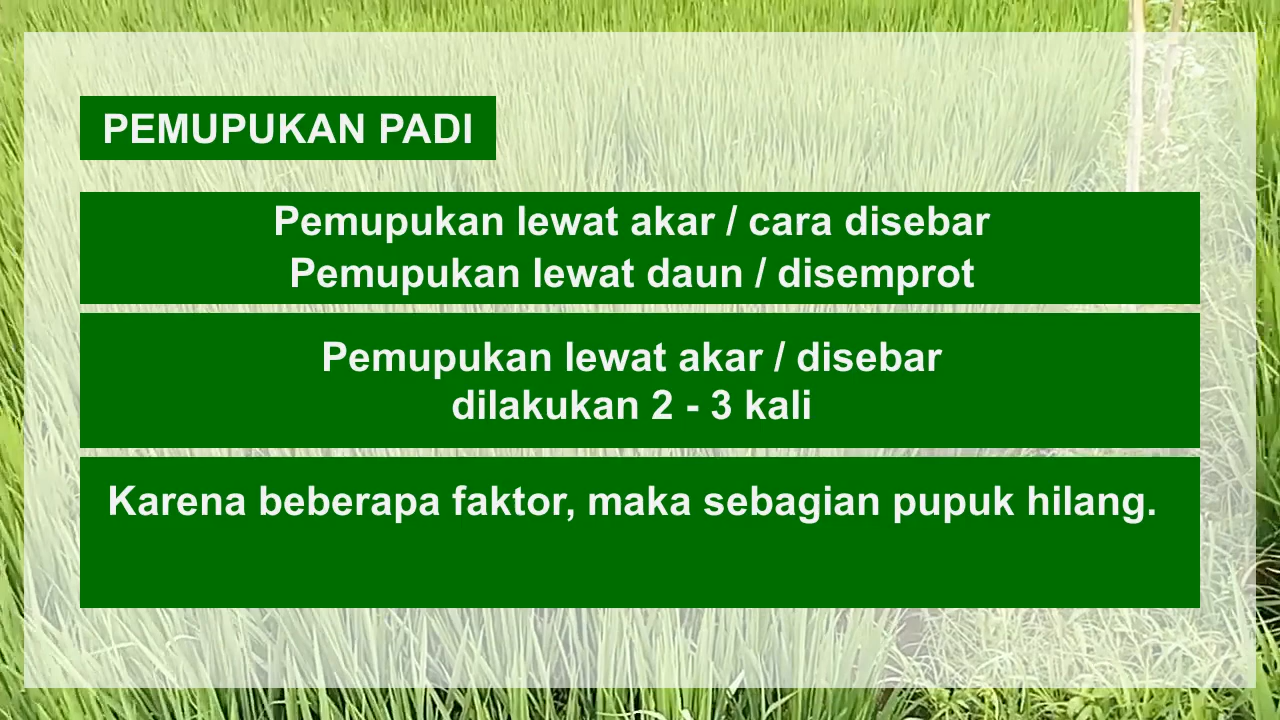 PEMUPUKAN PADI
Pemupukan lewat akar / cara disebar
Pemupukan lewat daun / disemprot
Pemupukan lewat akar / disebar
dilakukan 2 - 3 kali
Karena beberapa faktor, maka sebagian pupuk hilang.